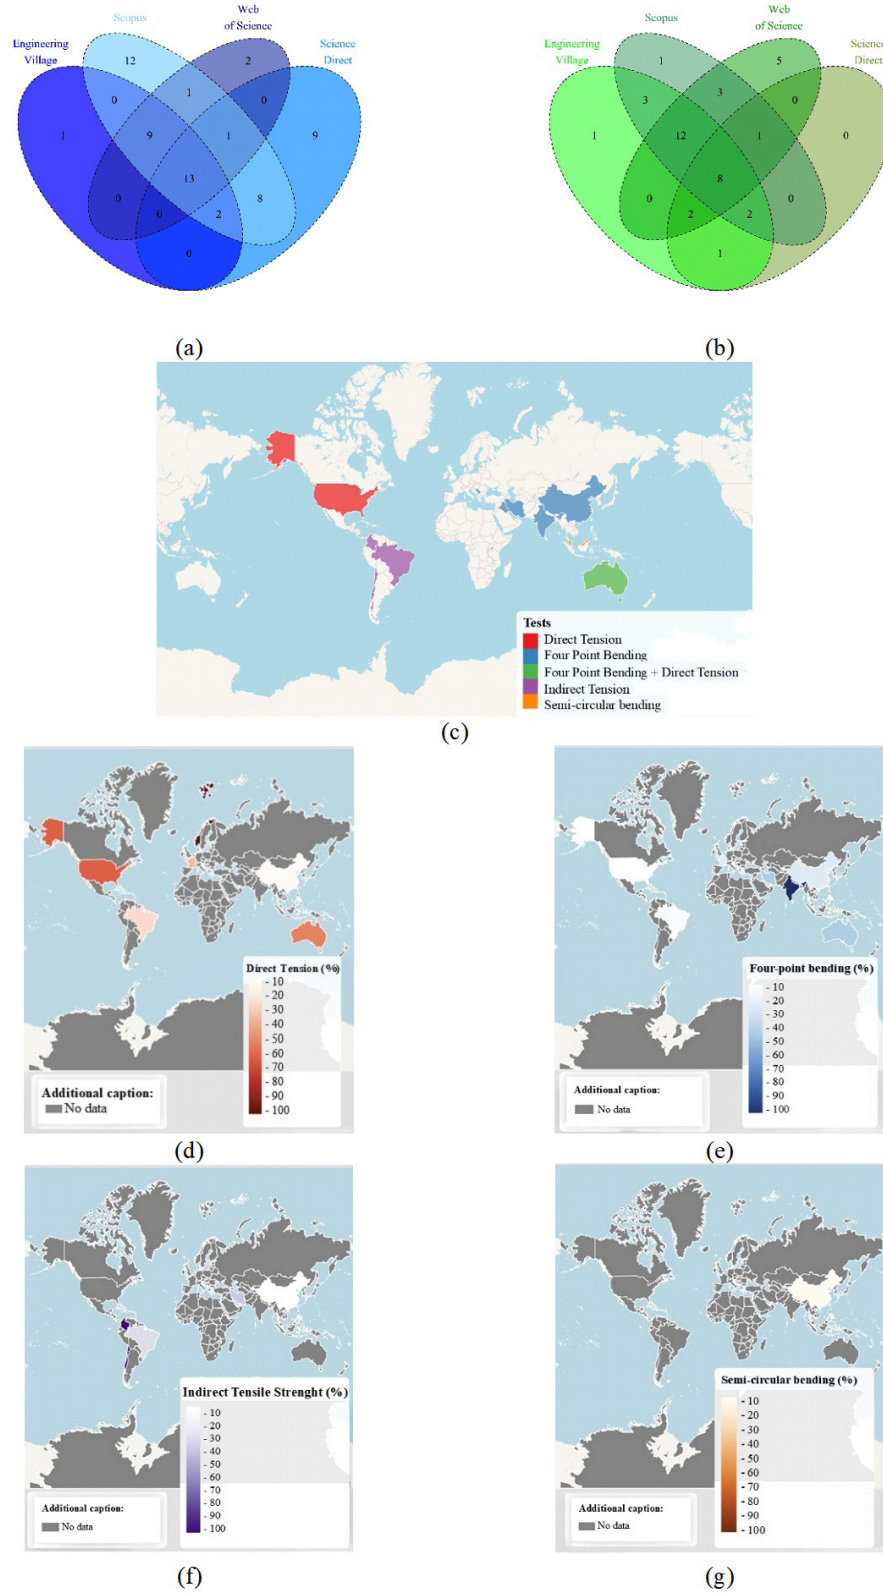 Scopus
Web
of Science
Engineering
Village
Science
Direct
12
2
1
0
1
0
9
9
1
13
8
0
0
2
0
(a)
Scopus
Web
of Science
Engineering
Village
Science
Direct
1
5
3
3
0
1
12
1
0
8
0
0
2
2
1
(b)
Tests
Direct Tension
Four Point Bending
Four Point Bending + Direct Tension
Indirect Tension
Semi-circular bending
(c)
Direct Tension (%)
- 10
- 20
- 30
- 40
- 50
- 60
- 70
- 80
- 90
- 100
Additional caption:
No data
(d)
Four-point bending (%)
- 10
- 20
- 30
- 40
- 50
- 60
- 70
- 80
- 90
- 100
Additional caption:
No data
(e)
Indirect Tensile Strenght (%)
- 10
- 20
- 30
- 40
- 50
- 60
- 70
- 80
- 90
- 100
Additional caption:
No data
(f)
Semi-circular bending (%)
- 10
- 20
- 30
- 40
- 50
- 60
- 70
- 80
- 90
- 100
Additional caption:
No data
(g)